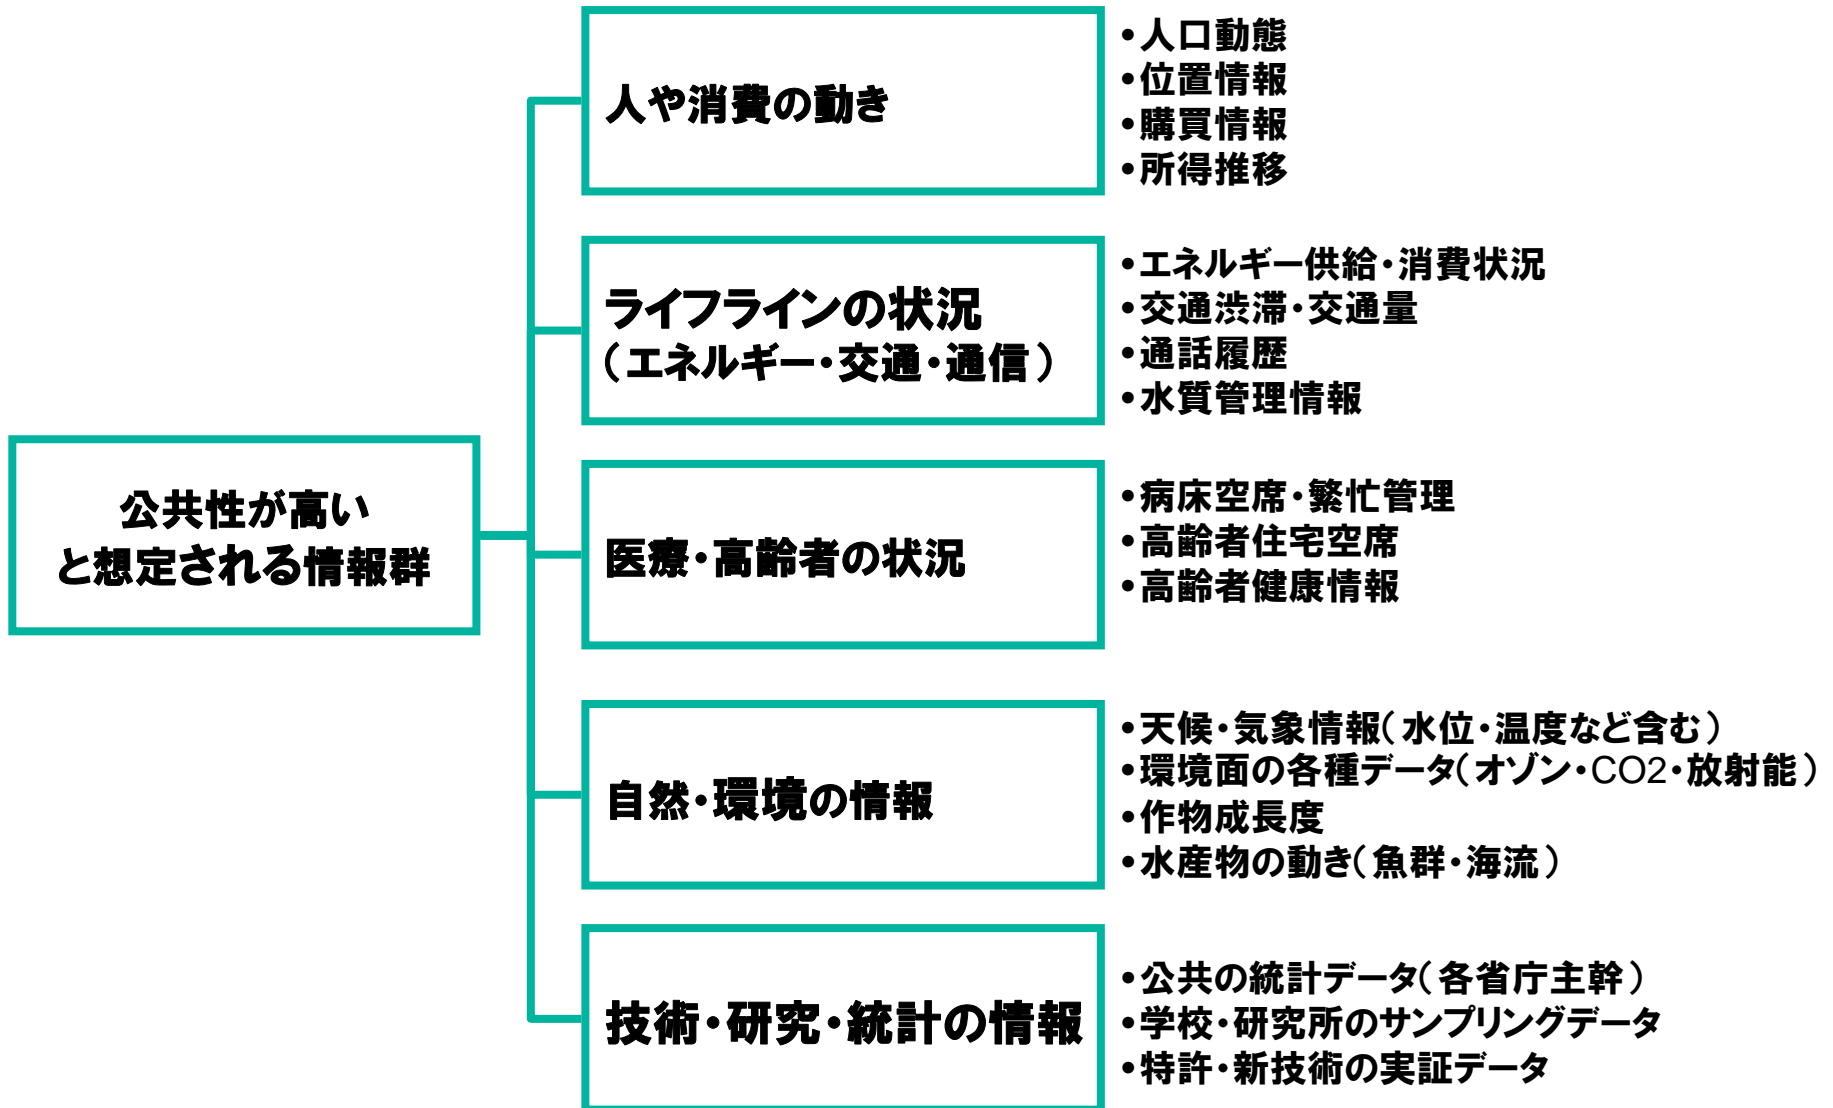 公共性が高い
と想定される情報群
人や消費の動き
・人口動態
・位置情報
・購買情報
・所得推移
ライフラインの状況
（エネルギー・交通・通信）
・エネルギー供給・消費状況
・交通渋滞・交通量
・通話履歴
・水質管理情報
医療・高齢者の状況
・病床空席・繁忙管理
・高齢者住宅空席
・高齢者健康情報
自然・環境の情報
・天候・気象情報（水位・温度など含む）
・環境面の各種データ（オゾン・CO2・放射能）
・作物成長度
・水産物の動き（魚群・海流）
技術・研究・統計の情報
・公共の統計データ（各省庁主幹）
・学校・研究所のサンプリングデータ
・特許・新技術の実証データ